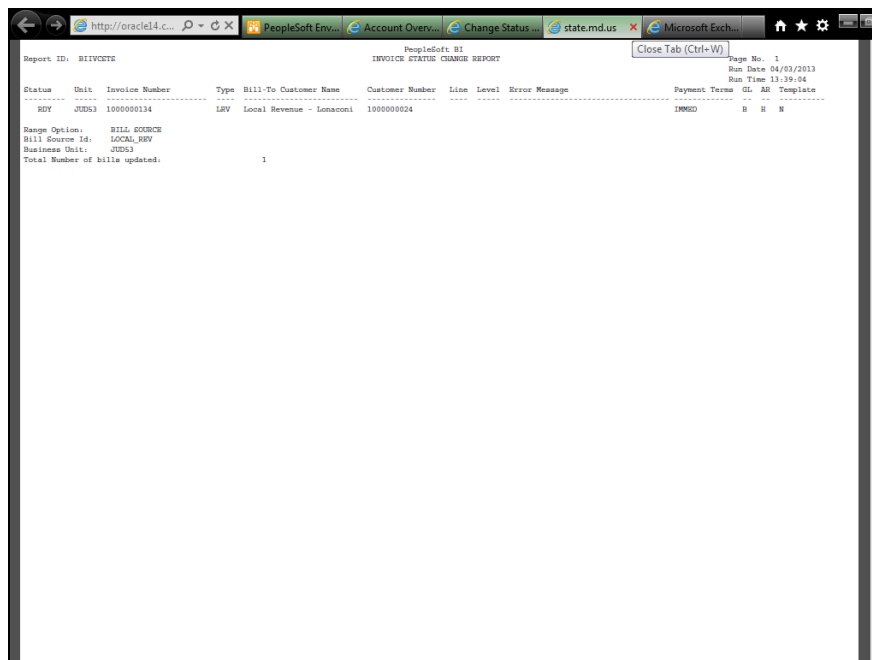 http://oracle14.c... PeopleSoft Env... Account Overv... Change Status ... state.md.us Microsoft Exch...
Close Tab (Ctrl+W)
PeopleSoft BI
Report ID: BIIVCSTS INVOICE STATUS CHANGE REPORT Page No. 1
Run Date 04/03/2013
Run Time 13:39:04
Status Unit Invoice Number Type Bill-To Customer Name Customer Number Line Level Error Message Payment Terms GL AR Template
RDY JUD53 1000000134 LRV Local Revenue - Lonaconi 1000000024 IMMED B H N
Range Option: BILL SOURCE
Bill Source Id: LOCAL_REV
Business Unit: JUD53
Total Number of bills updated: 1